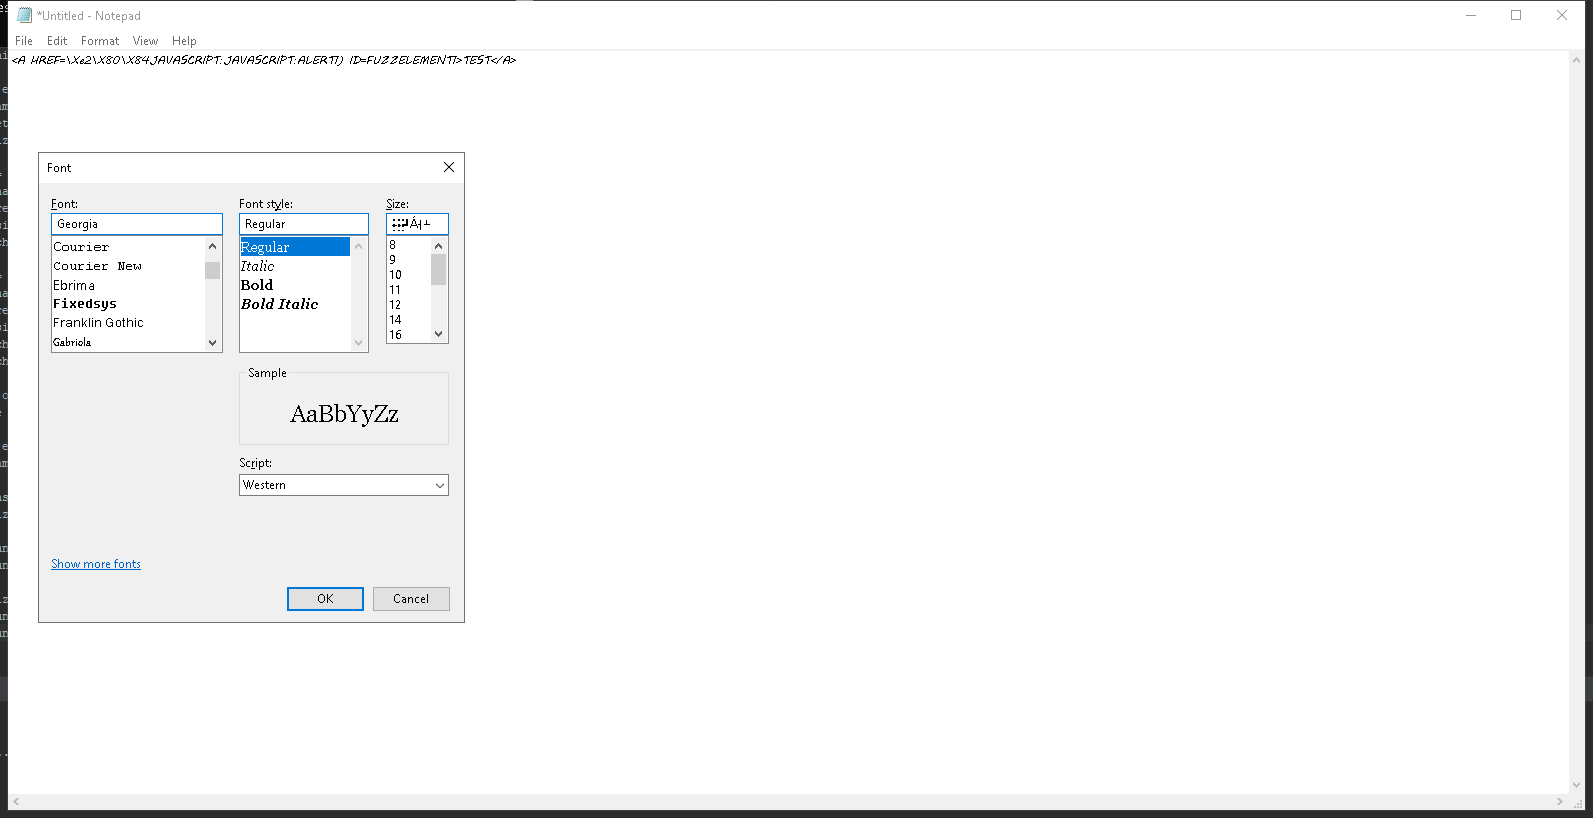 *Untitled - Notepad
File Edit Format View Help
<A HREF=\Xe2\X80\X84JAVASCRIPT:JAVASCRIPT:ALERT1) ID=FUZZELEMENT1>TEST</A>
Font
Font: Font style: Size:
Georgia Regular
Courier Regular 8
Courier New Italic 9
Ebrima Bold 10
Fixedsys Bold Italic 11
Franklin Gothic 12
Gabriola 14
16
Sample
AaBbYyZz
Script:
Western
Show more fonts
OK Cancel